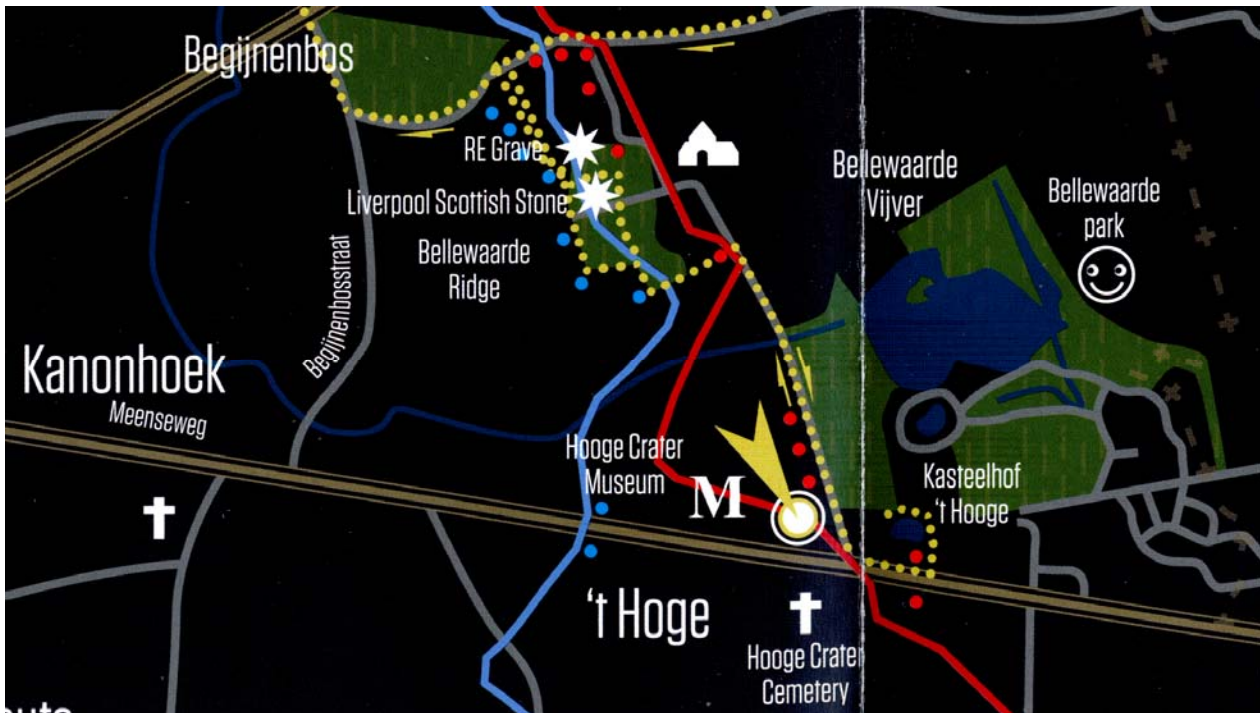 Begijnenbos
RE Grave
Liverpool Scottish Stone
Bellewaarde
Ridge
Bellewaarde
Vijver
Bellewaarde
park
Begijnenbosstraat
Kanonhoek
Meenseweg
Hooge Crater
Museum
M
Kasteelhof
't Hooge
't Hoge
Hooge Crater
Cemetery